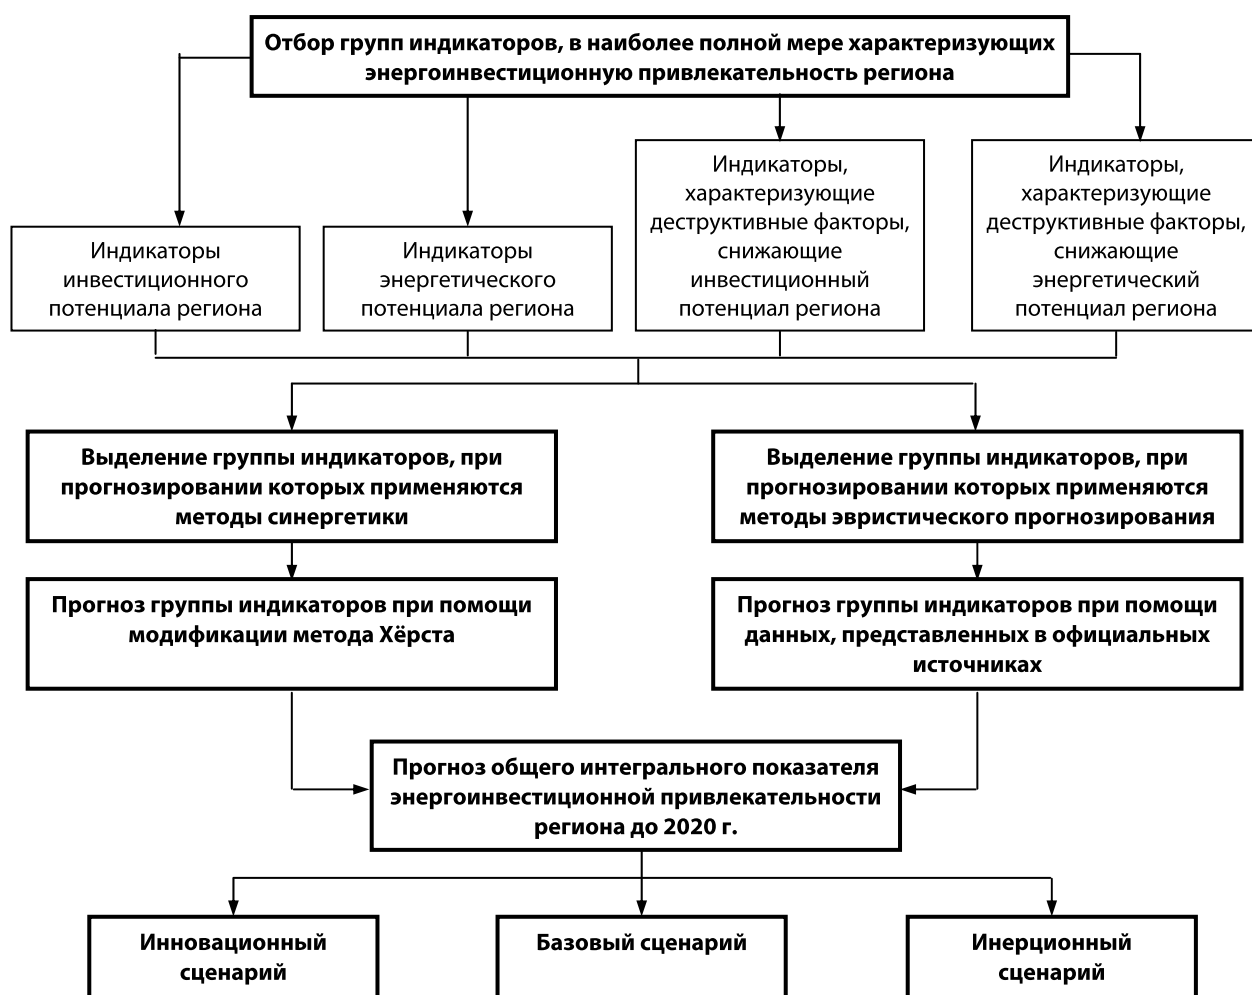 Отбор групп индикаторов, в наиболее полной мере характеризующих
энергоинвестиционную привлекательность региона
Индикаторы
инвестиционного
потенциала региона
Индикаторы
энергетического
потенциала региона
Индикаторы,
характеризующие
деструктивные факторы,
снижающие
инвестиционный
потенциал региона
Индикаторы,
характеризующие
деструктивные факторы,
снижающие
энергетический
потенциал региона
Выделение группы индикаторов, при
прогнозировании которых применяются
методы синергетики
Выделение группы индикаторов, при
прогнозировании которых применяются
методы эвристического прогнозирования
Прогноз группы индикаторов при помощи
модификации метода Хёрста
Прогноз группы индикаторов при помощи
данных, представленных в официальных
источниках
Прогноз общего интегрального показателя
энергоинвестиционной привлекательности
региона до 2020 г.
Инновационный
сценарий
Базовый сценарий
Инерционный
сценарий